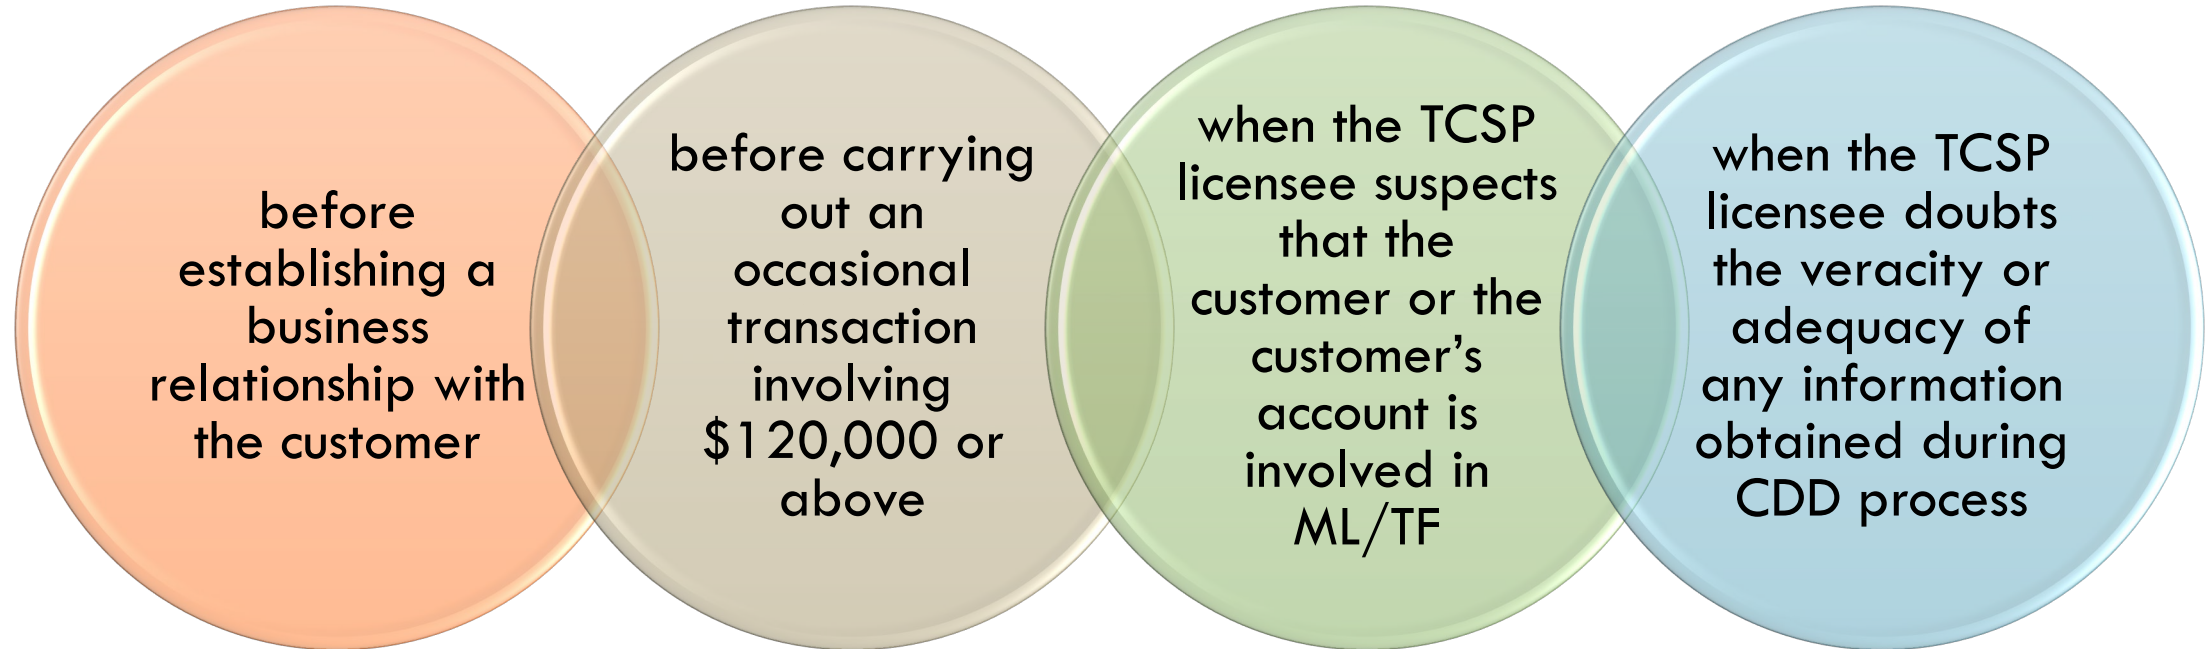 before
establishing a
business
relationship with
the customer
before carrying
out an
occasional
transaction
involving
$120,000 or
above
when the TCSP
licensee suspects
that the
customer or the
customer’s
account is
involved in
ML/TF
when the TCSP
licensee doubts
the veracity or
adequacy of
any information
obtained during
CDD process